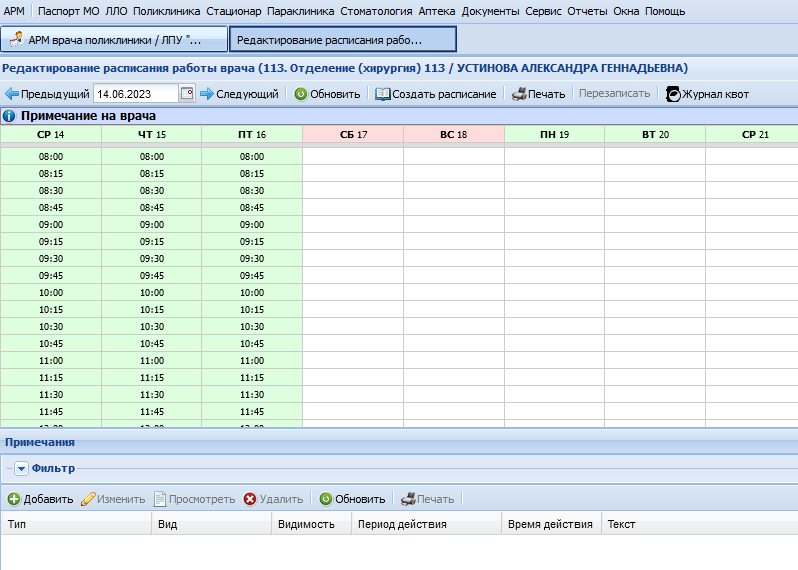 АРМ Паспорт МО ЛЛО Поликлиника Стационар Параклиника Стоматология Аптека Документы Сервис Отчеты Окна Помощь
АРМ врача поликлиники / ЛПУ "... Редактирование расписания рабо...
Редактирование расписания работы врача (113. Отделение (хирургия) 113 / УСТИНОВА АЛЕКСАНДРА ГЕННАДЬЕВНА)
Предыдущий 14.06.2023 Следующий Обновить Создать расписание Печать Перезаписать Журнал квот
Примечание на врача
СР 14 ЧТ 15 ПТ 16 СБ 17 ВС 18 ПН 19 ВТ 20 СР 21
08:00 08:00 08:00
08:15 08:15 08:15
08:30 08:30 08:30
08:45 08:45 08:45
09:00 09:00 09:00
09:15 09:15 09:15
09:30 09:30 09:30
09:45 09:45 09:45
10:00 10:00 10:00
10:15 10:15 10:15
10:30 10:30 10:30
10:45 10:45 10:45
11:00 11:00 11:00
11:15 11:15 11:15
11:30 11:30 11:30
11:45 11:45 11:45
Примечания
Фильтр
Добавить Изменить Просмотреть Удалить Обновить Печать
Тип Вид Видимость Период действия Время действия Текст